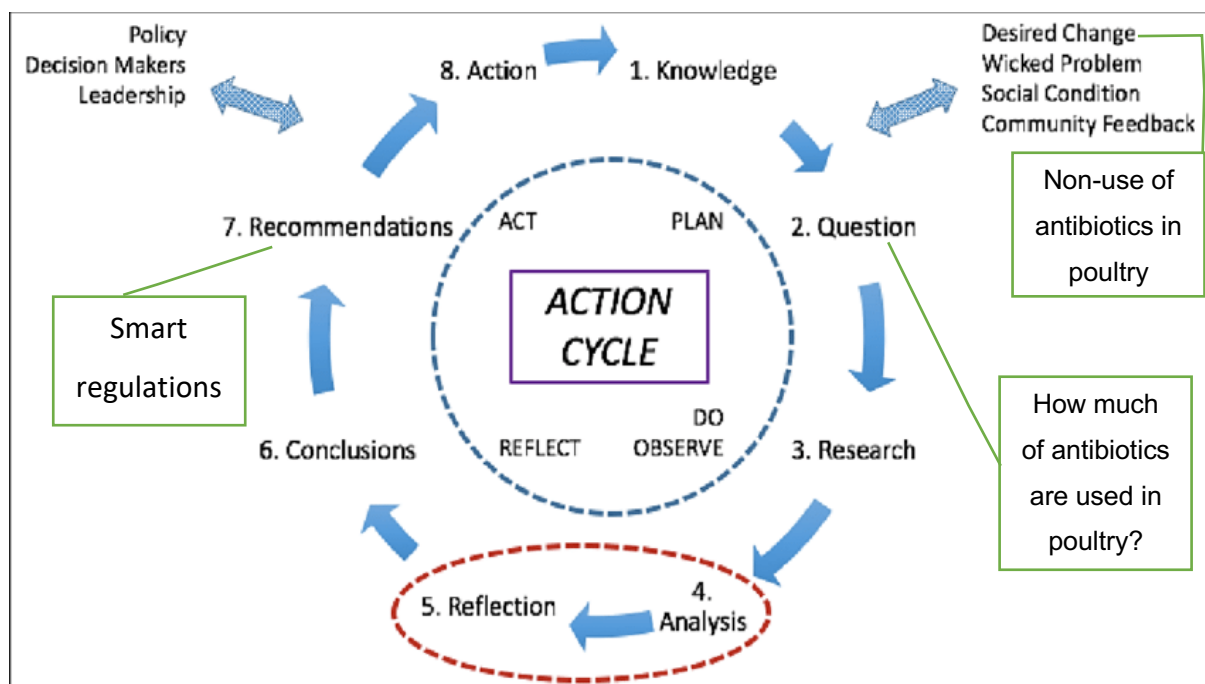 Policy
Decision Makers
Leadership
8. Action
1. Knowledge
Desired Change
Wicked Problem
Social Condition
Community Feedback
Non-use of
antibiotics in
poultry
7. Recommendations
ACT
PLAN
2. Question
Smart
regulations
ACTION
CYCLE
How much
of antibiotics
are used in
poultry?
6. Conclusions
REFLECT
DO
OBSERVE
3. Research
5. Reflection
4.
Analysis